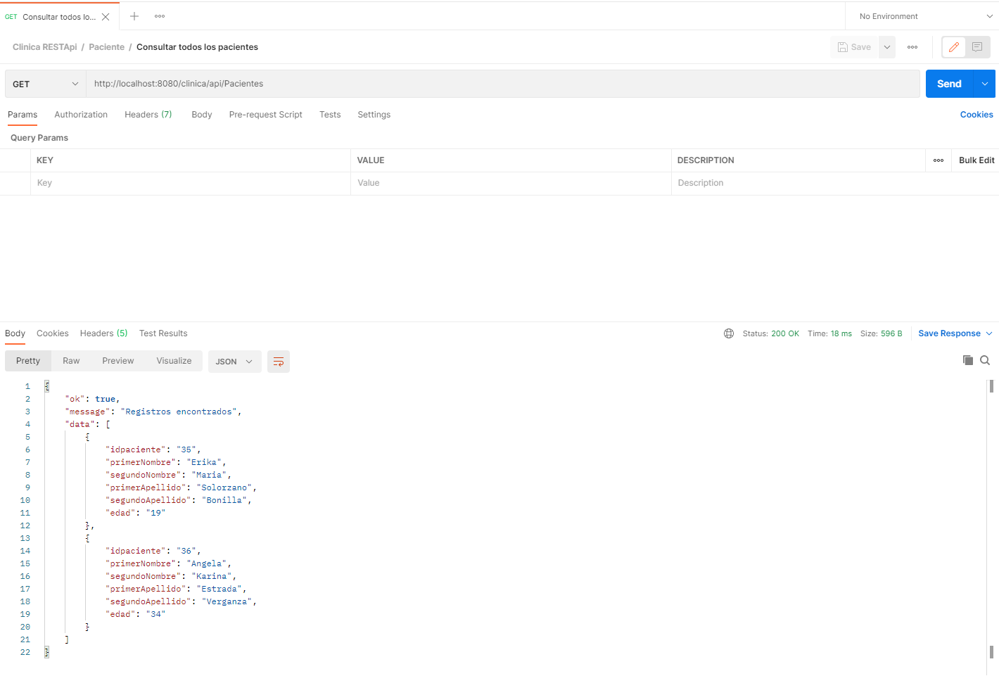 GET Consultar todos lo...
No Environment
Clinica RESTApi / Paciente / Consultar todos los pacientes
Save
GET
http://localhost:8080/clinica/api/Pacientes
Send
Params Authorization Headers (7) Body Pre-request Script Tests Settings
Cookies
Query Params
KEY VALUE DESCRIPTION Bulk Edit
Key Value Description
Body Cookies Headers (5) Test Results
Status: 200 OK Time: 18 ms Size: 596 B Save Response
Pretty Raw Preview Visualize JSON
1 {
2 "ok": true,
3 "message": "Registros encontrados",
4 "data": [
5 {
6 "idpaciente": "35",
7 "primerNombre": "Erika",
8 "segundoNombre": "Maria",
9 "primerApellido": "Solorzano",
10 "segundoApellido": "Bonilla",
11 "edad": "19"
12 },
13 {
14 "idpaciente": "36",
15 "primerNombre": "Angela",
16 "segundoNombre": "Karina",
17 "primerApellido": "Estrada",
18 "segundoApellido": "Verganza",
19 "edad": "34"
20 }
21 ]
22 }